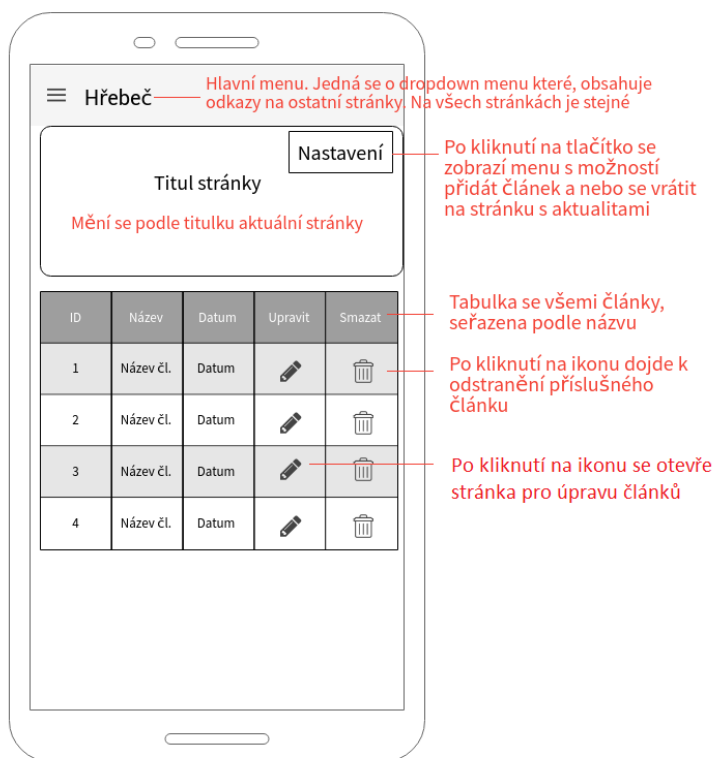 Hřebeč
Hlavní menu. Jedná se o dropdown menu které, obsahuje
odkazy na ostatní stránky. Na všech stránkách je stejné
Nastavení
Po kliknutí na tlačítko se
zobrazí menu s možností
přidát článek a nebo se vrátit
na stránku s aktualitami
Titul stránky
Mění se podle titulku aktuální stránky
ID Název Datum Upravit Smazat
Tabulka se všemi články,
seřazena podle názvu
1 Název čl. Datum
Po kliknutí na ikonu dojde k
odstranění příslušného
článku
2 Název čl. Datum
3 Název čl. Datum
Po kliknutí na ikonu se otevře
stránka pro úpravu článků
4 Název čl. Datum